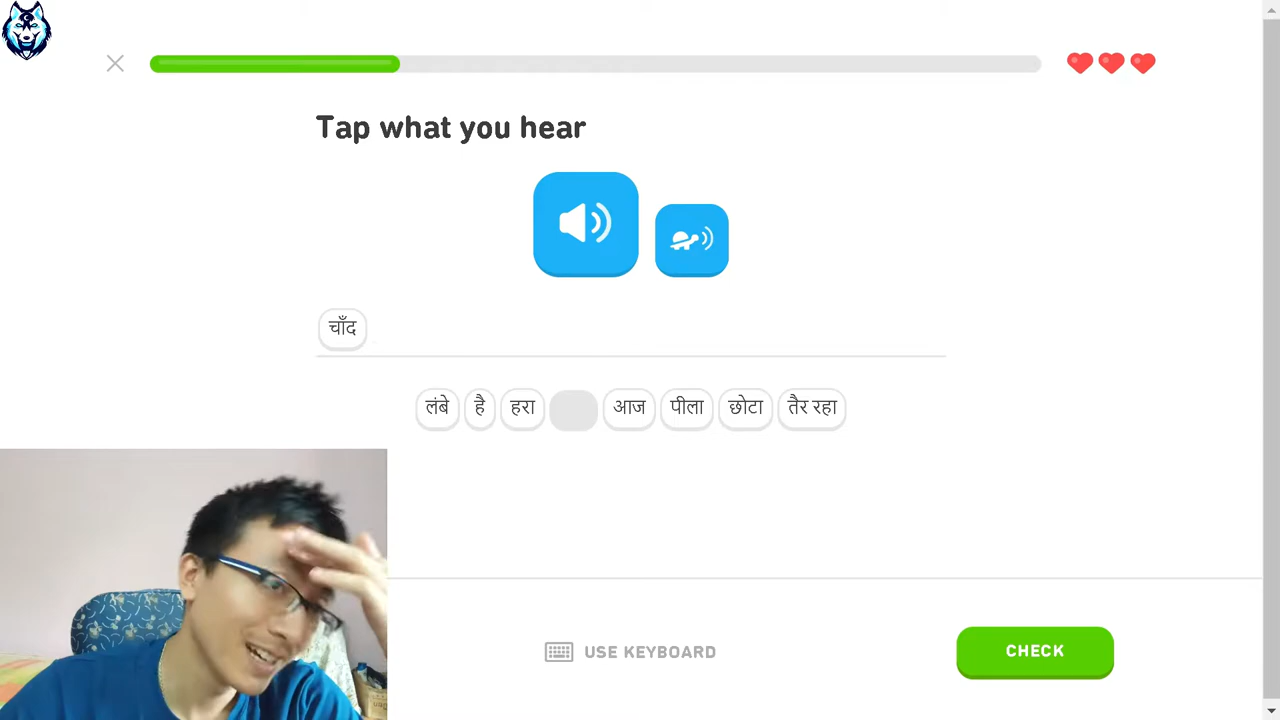 Tap what you hear
चाँद
लंबे है हरा आज पीला छोटा तैर रहा
USE KEYBOARD
CHECK